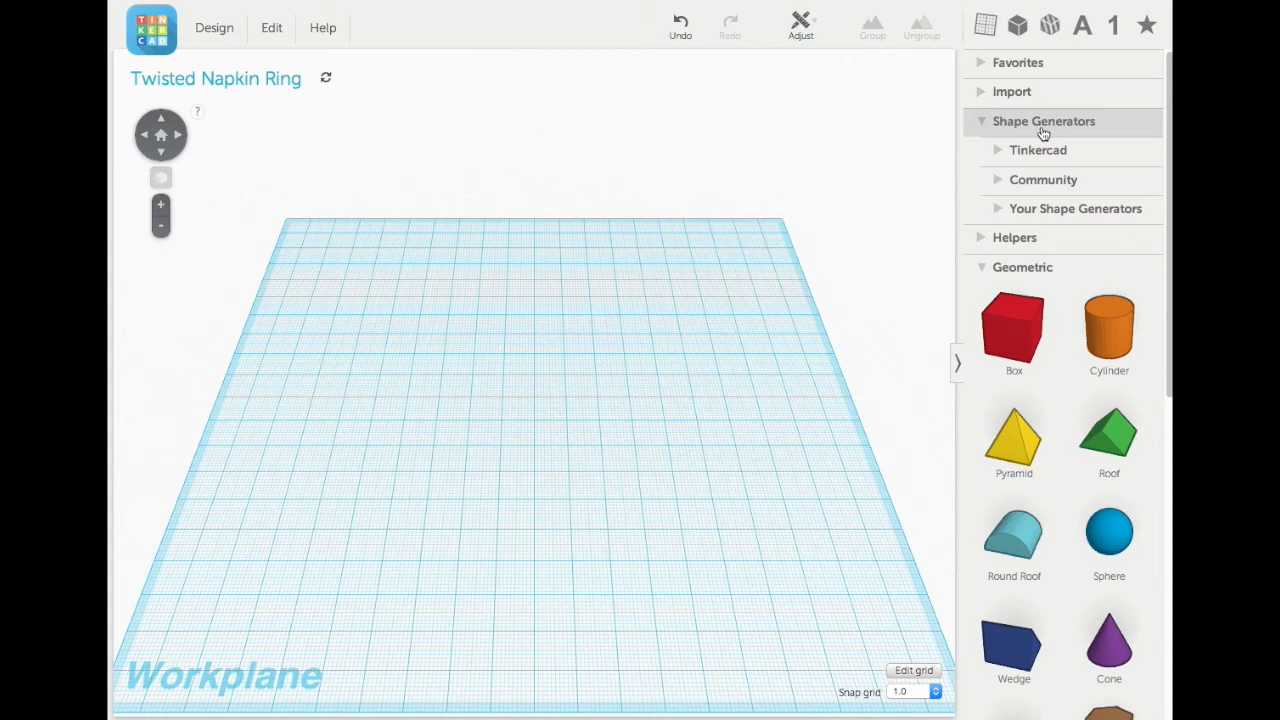 TIN
KER
CAD
Design
Edit
Help
Undo
Redo
Adjust
Group
Ungroup
A
1
Twisted Napkin Ring
?
+
-
Favorites
Import
Shape Generators
Tinkercad
Community
Your Shape Generators
Helpers
Geometric
Box
Cylinder
Pyramid
Roof
Round Roof
Sphere
Wedge
Cone
Workplane
Edit grid
Snap grid 1.0